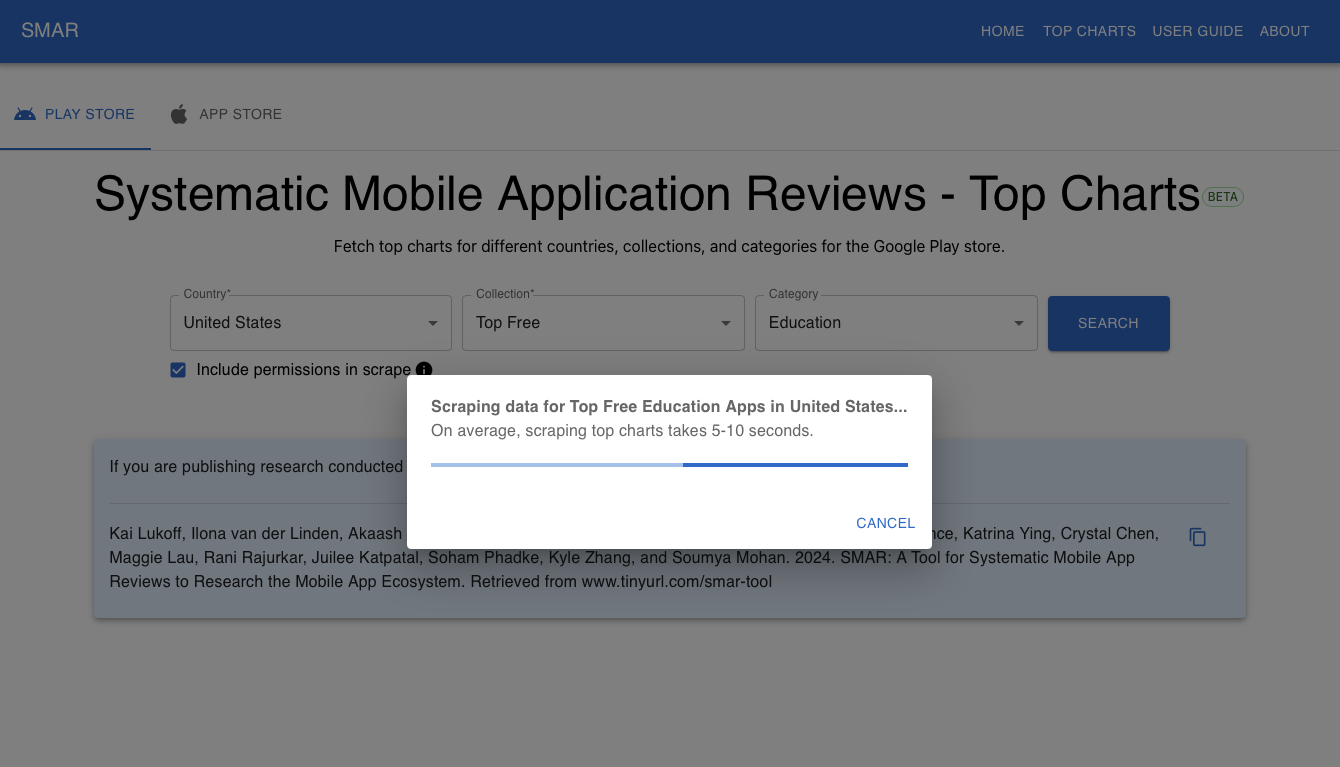 SMAR
HOME TOP CHARTS USER GUIDE ABOUT
PLAY STORE APP STORE
Systematic Mobile Application Reviews - Top Charts BETA
Fetch top charts for different countries, collections, and categories for the Google Play store.
Country* Collection* Category
United States Top Free Education SEARCH
Include permissions in scrape
Scraping data for Top Free Education Apps in United States...
On average, scraping top charts takes 5-10 seconds.
CANCEL
If you are publishing research conducted
Kai Lukoff, Ilona van der Linden, Akaash Katrina Ying, Crystal Chen,
Maggie Lau, Rani Rajurkar, Juilee Katpatal, Soham Phadke, Kyle Zhang, and Soumya Mohan. 2024. SMAR: A Tool for Systematic Mobile App
Reviews to Research the Mobile App Ecosystem. Retrieved from www.tinyurl.com/smar-tool